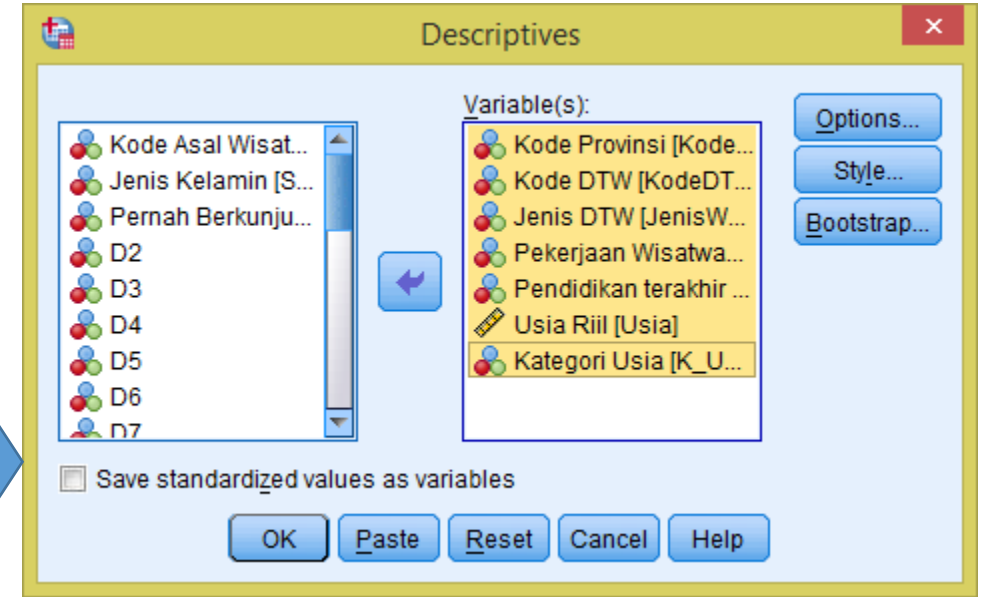 Descriptives
Variable(s):
Kode Asal Wisat...
Jenis Kelamin [S...
Pernah Berkunju...
D2
D3
D4
D5
D6
D7
Kode Provinsi [Kode...
Kode DTW [KodeDT...
Jenis DTW [JenisW...
Pekerjaan Wisatwa...
Pendidikan terakhir ...
Usia Riil [Usia]
Kategori Usia [K_U...
Options...
Style...
Bootstrap...
Save standardized values as variables
OK Paste Reset Cancel Help